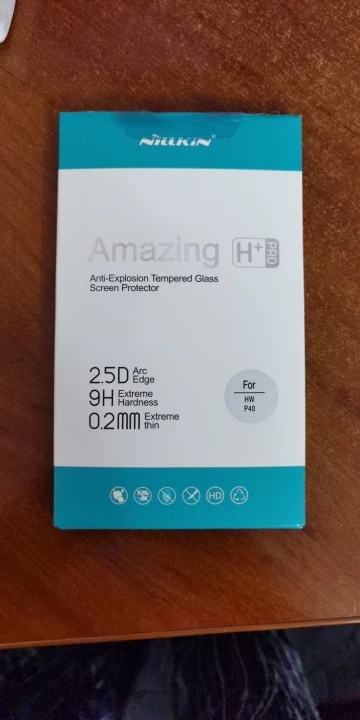 NILLKIN®
Amazing H+ PRO
Anti-Explosion Tempered Glass
Screen Protector
2.5D Arc Edge
9H Extreme Hardness
0.2mm Extreme thin
For
HW
P40
HD